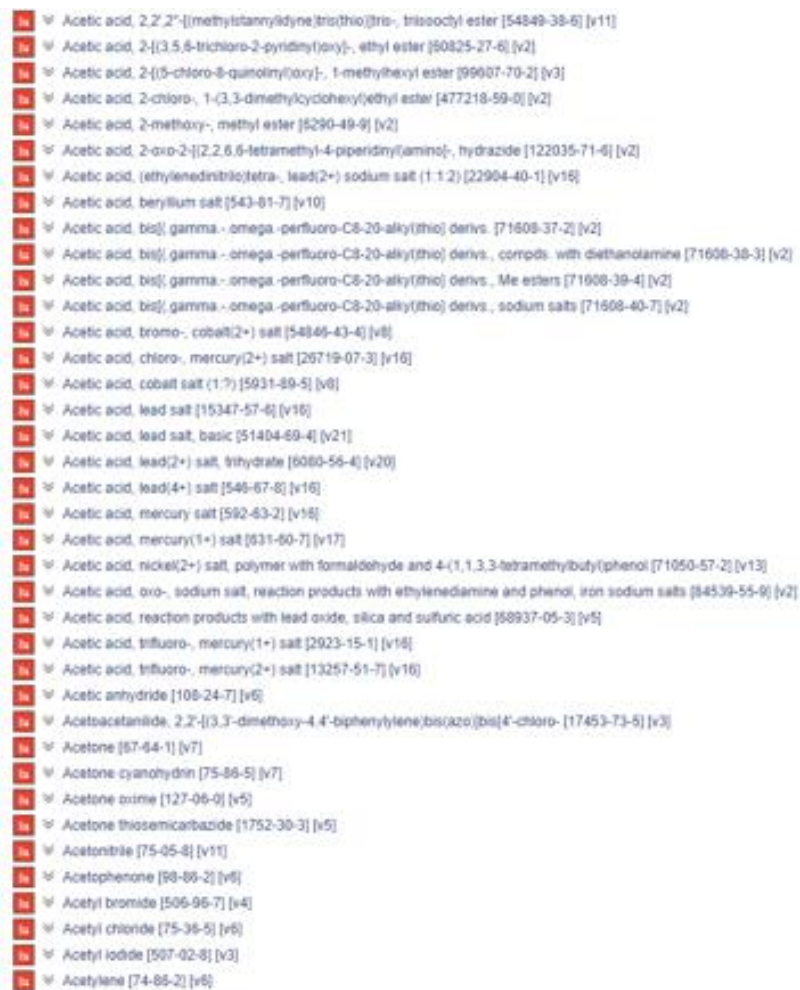 Acetic acid, 2,2',2"-[(methylstannylidyne)tris(thio)]tris-, triisooctyl ester [54849-38-6] [v11]
Acetic acid, 2-[(3,5,6-trichloro-2-pyridinyl)oxy]-, ethyl ester [60825-27-6] [v2]
Acetic acid, 2-[(5-chloro-8-quinolinyl)oxy]-, 1-methylhexyl ester [99607-70-2] [v3]
Acetic acid, 2-chloro-, 1-(3,3-dimethylcyclohexyl)ethyl ester [477218-59-0] [v2]
Acetic acid, 2-methoxy-, methyl ester [6290-49-9] [v2]
Acetic acid, 2-oxo-2-[(2,2,6,6-tetramethyl-4-piperidinyl)amino]-, hydrazide [122035-71-6] [v2]
Acetic acid, (ethylenedinitrilo)tetra-, lead(2+) sodium salt (1:1:2) [22904-40-1] [v16]
Acetic acid, beryllium salt [543-81-7] [v10]
Acetic acid, bis[(.gamma.-.omega.-perfluoro-C8-20-alkyl)thio] derivs. [71608-37-2] [v2]
Acetic acid, bis[(.gamma.-.omega.-perfluoro-C8-20-alkyl)thio] derivs., compds. with diethanolamine [71608-38-3] [v2]
Acetic acid, bis[(.gamma.-.omega.-perfluoro-C8-20-alkyl)thio] derivs., Me esters [71608-39-4] [v2]
Acetic acid, bis[(.gamma.-.omega.-perfluoro-C8-20-alkyl)thio] derivs., sodium salts [71608-40-7] [v2]
Acetic acid, bromo-, cobalt(2+) salt [54846-43-4] [v8]
Acetic acid, chloro-, mercury(2+) salt [26719-07-3] [v16]
Acetic acid, cobalt salt (1:?) [5931-89-5] [v8]
Acetic acid, lead salt [15347-57-6] [v16]
Acetic acid, lead salt, basic [51404-69-4] [v21]
Acetic acid, lead(2+) salt, trihydrate [6080-56-4] [v20]
Acetic acid, lead(4+) salt [546-67-8] [v16]
Acetic acid, mercury salt [592-63-2] [v16]
Acetic acid, mercury(1+) salt [631-60-7] [v17]
Acetic acid, nickel(2+) salt, polymer with formaldehyde and 4-(1,1,3,3-tetramethylbutyl)phenol [71050-57-2] [v13]
Acetic acid, oxo-, sodium salt, reaction products with ethylenediamine and phenol, iron sodium salts [84539-55-9] [v2]
Acetic acid, reaction products with lead oxide, silica and sulfuric acid [68937-05-3] [v5]
Acetic acid, trifluoro-, mercury(1+) salt [2923-15-1] [v16]
Acetic acid, trifluoro-, mercury(2+) salt [13257-51-7] [v16]
Acetic anhydride [108-24-7] [v6]
Acetoacetanilide, 2,2'-[(3,3'-dimethoxy-4,4'-biphenylylene)bis(azo)]bis[4'-chloro- [17453-73-5] [v3]
Acetone [67-64-1] [v7]
Acetone cyanohydrin [75-86-5] [v7]
Acetone oxime [127-06-0] [v5]
Acetone thiosemicarbazide [1752-30-3] [v5]
Acetonitrile [75-05-8] [v11]
Acetophenone [98-86-2] [v6]
Acetyl bromide [506-96-7] [v4]
Acetyl chloride [75-36-5] [v6]
Acetyl iodide [507-02-8] [v3]
Acetylene [74-86-2] [v6]